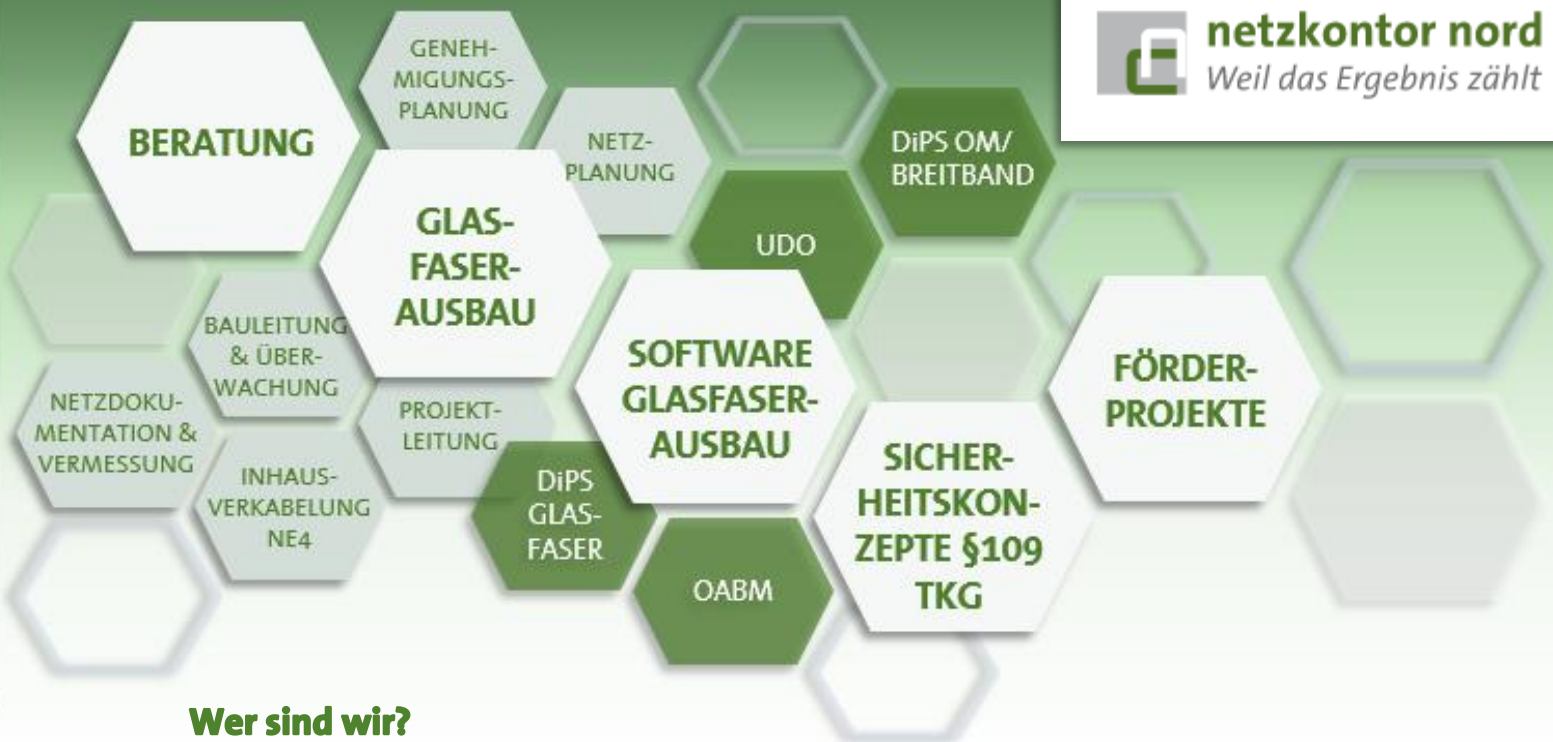 netzkontor nord
Weil das Ergebnis zählt
BERATUNG
GENEH-
MIGUNGS-
PLANUNG
NETZ-
PLANUNG
DiPS OM/
BREITBAND
GLAS-
FASER-
AUSBAU
UDO
BAULEITUNG
& ÜBER-
WACHUNG
SOFTWARE
GLASFASER-
AUSBAU
FÖRDER-
PROJEKTE
NETZDOKU-
MENTATION &
VERMESSUNG
PROJEKT-
LEITUNG
INHAUS-
VERKABELUNG
NE4
DiPS
GLAS-
FASER
SICHER-
HEITSKON-
ZEPTE §109
TKG
OABM
Wer sind wir?